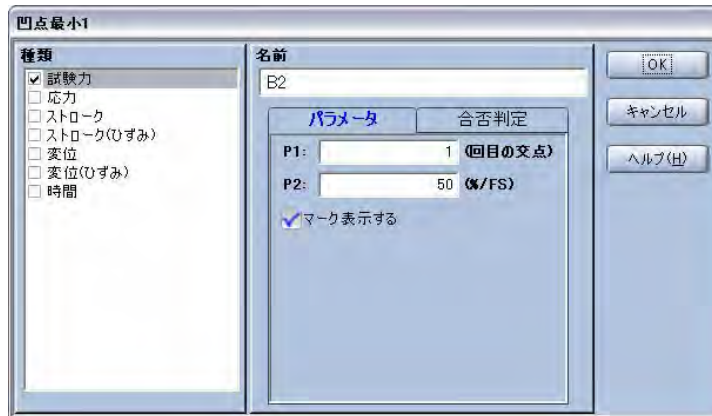 凹点最小1
種類
試験力
応力
ストローク
ストローク(ひずみ)
変位
変位(ひずみ)
時間
名前
B2
パラメータ
合否判定
P1: 1 (回目の交点)
P2: 50 (%/FS)
マーク表示する
OK
キャンセル
ヘルプ(H)